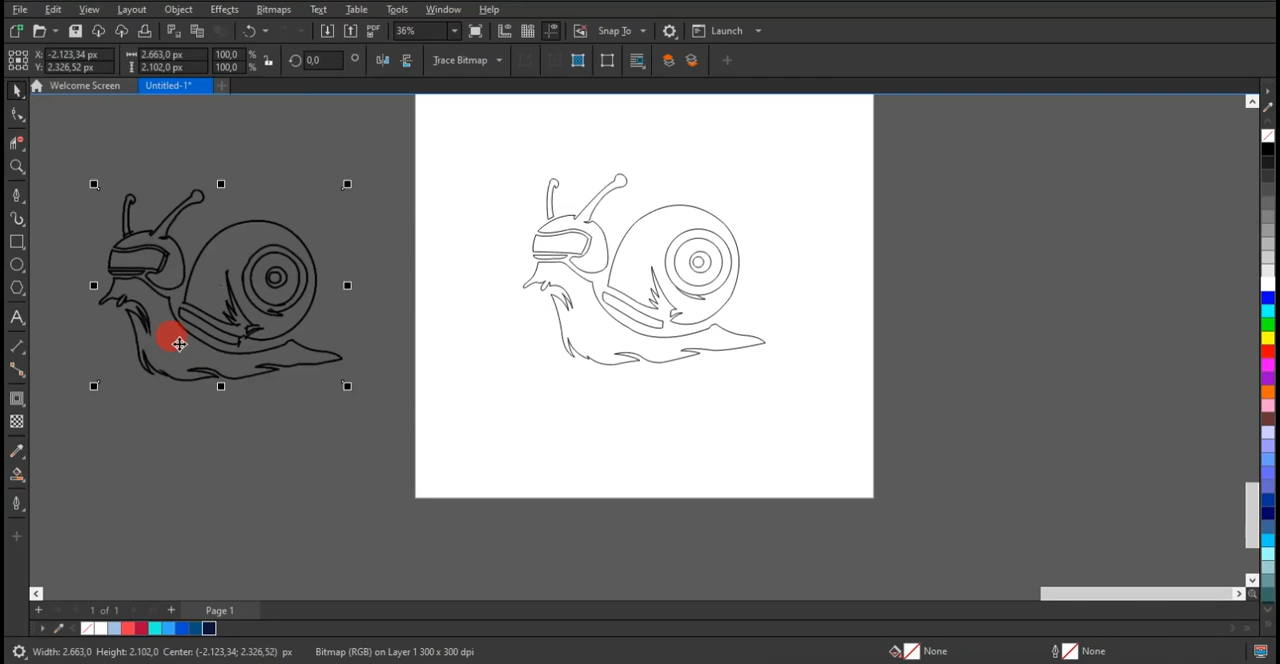 File Edit View Layout Object Effects Bitmaps Text Table Tools Window Help
36% Snap To Launch
X: -2.123,34 px 2.663,0 px 100,0 % 0,0 Trace Bitmap
Y: 2.326,52 px 2.102,0 px 100,0 %
Welcome Screen Untitled-1*
1 of 1 Page 1
Width: 2.663,0 Height: 2.102,0 Center: (-2.123,34; 2.326,52) px Bitmap (RGB) on Layer 1 300 x 300 dpi None None